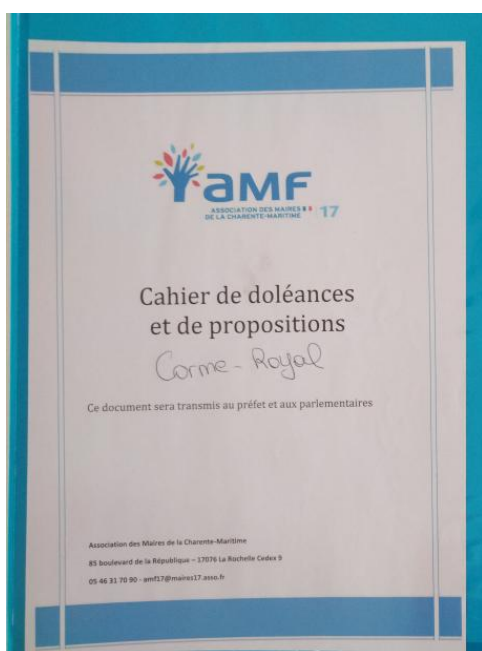 aMF
ASSOCIATION DES MAIRES
DE LA CHARENTE-MARITIME 17
Cahier de doléances
et de propositions
Corme-Royal
Ce document sera transmis au préfet et aux parlementaires
Association des Maires de la Charente-Maritime
85 boulevard de la République – 17076 La Rochelle Cedex 9
05 46 31 70 90 - amf17@maires17.asso.fr